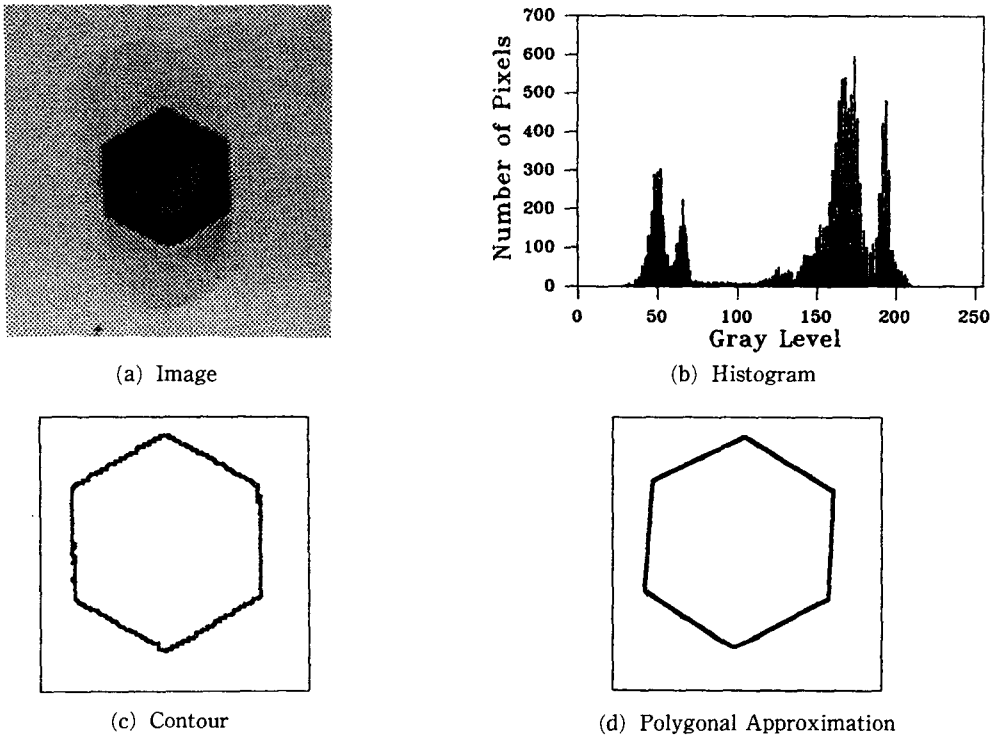 700
600
500
400
300
200
100
0
Number of Pixels
0 50 100 150 200 250
Gray Level
(a) Image
(b) Histogram
(c) Contour
(d) Polygonal Approximation